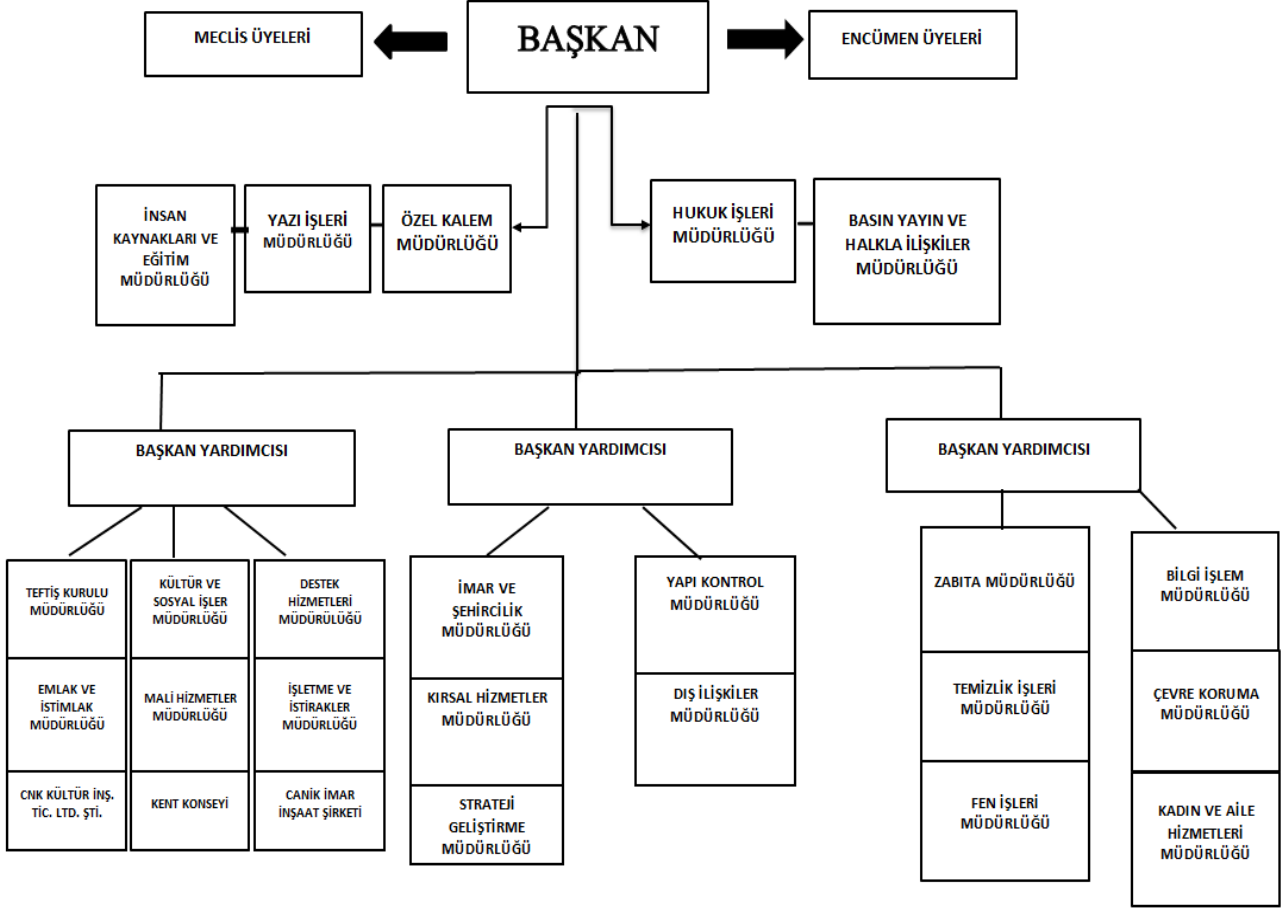 MECLİS ÜYELERİ
BAŞKAN
ENCÜMEN ÜYELERİ
İNSAN
KAYNAKLARI VE
EĞİTİM
MÜDÜRLÜĞÜ
YAZI İŞLERİ
MÜDÜRLÜĞÜ
ÖZEL KALEM
MÜDÜRLÜĞÜ
HUKUK İŞLERİ
MÜDÜRLÜĞÜ
BASIN YAYIN VE
HALKLA İLİŞKİLER
MÜDÜRLÜĞÜ
BAŞKAN YARDIMCISI
BAŞKAN YARDIMCISI
BAŞKAN YARDIMCISI
TEFTİŞ KURULU
MÜDÜRLÜĞÜ
KÜLTÜR VE
SOSYAL İŞLER
MÜDÜRLÜĞÜ
DESTEK
HİZMETLERİ
MÜDÜRÜLÜĞÜ
EMLAK VE
İSTİMLAK
MÜDÜRLÜĞÜ
MALİ HİZMETLER
MÜDÜRLÜĞÜ
İŞLETME VE
İSTİRAKLER
MÜDÜRLÜĞÜ
CNK KÜLTÜR İNŞ.
TİC. LTD. ŞTİ.
KENT KONSEYİ
CANİK İMAR
İNŞAAT ŞİRKETİ
İMAR VE
ŞEHİRCİLİK
MÜDÜRLÜĞÜ
KIRSAL HİZMETLER
MÜDÜRLÜĞÜ
STRATEJİ
GELİŞTİRME
MÜDÜRLÜĞÜ
YAPI KONTROL
MÜDÜRLÜĞÜ
DIŞ İLİŞKİLER
MÜDÜRLÜĞÜ
ZABITA MÜDÜRLÜĞÜ
TEMİZLİK İŞLERİ
MÜDÜRLÜĞÜ
FEN İŞLERİ
MÜDÜRLÜĞÜ
BİLGİ İŞLEM
MÜDÜRLÜĞÜ
ÇEVRE KORUMA
MÜDÜRLÜĞÜ
KADIN VE AİLE
HİZMETLERİ
MÜDÜRLÜĞÜ